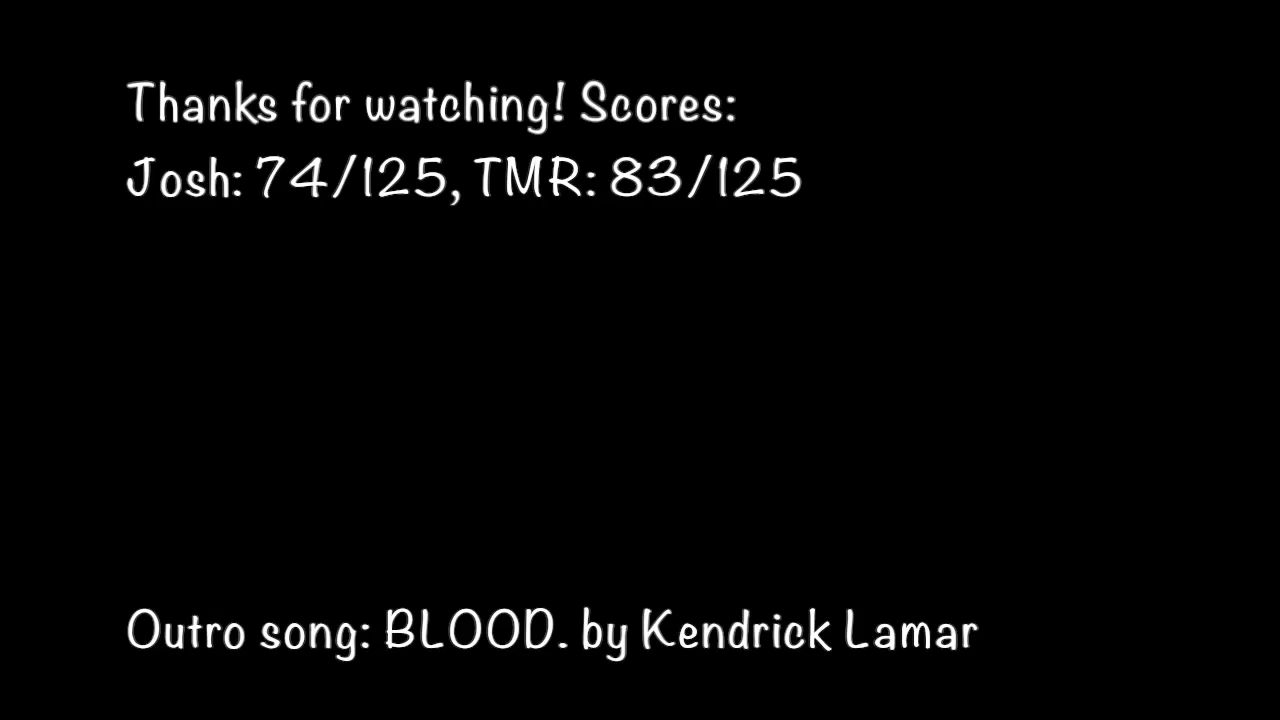 Thanks for watching! Scores:
Josh: 74/125, TMR: 83/125
Outro song: BLOOD. by Kendrick Lamar